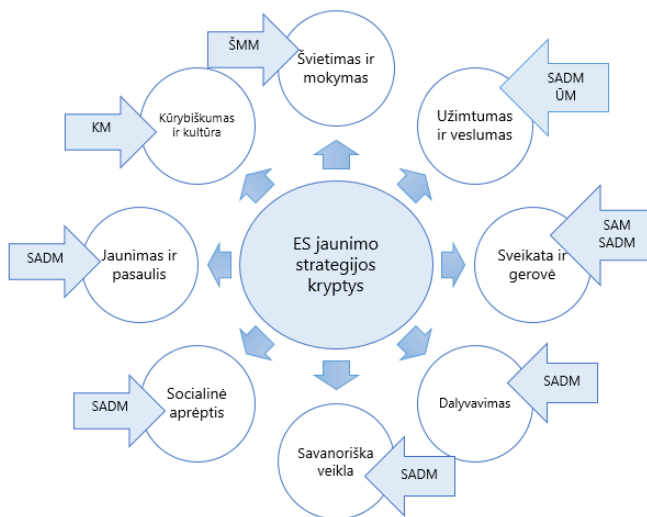 ŠMM
Švietimas ir
mokymas
SADM
ŪM
Užimtumas
ir veslumas
KM
Kūrybiškumas
ir kultūra
SAM
SADM
Sveikata ir
gerovė
ES jaunimo
strategijos
kryptys
SADM
Jaunimas ir
pasaulis
SADM
Dalyvavimas
SADM
Socialinė
aprėptis
Savanoriška
veikla
SADM